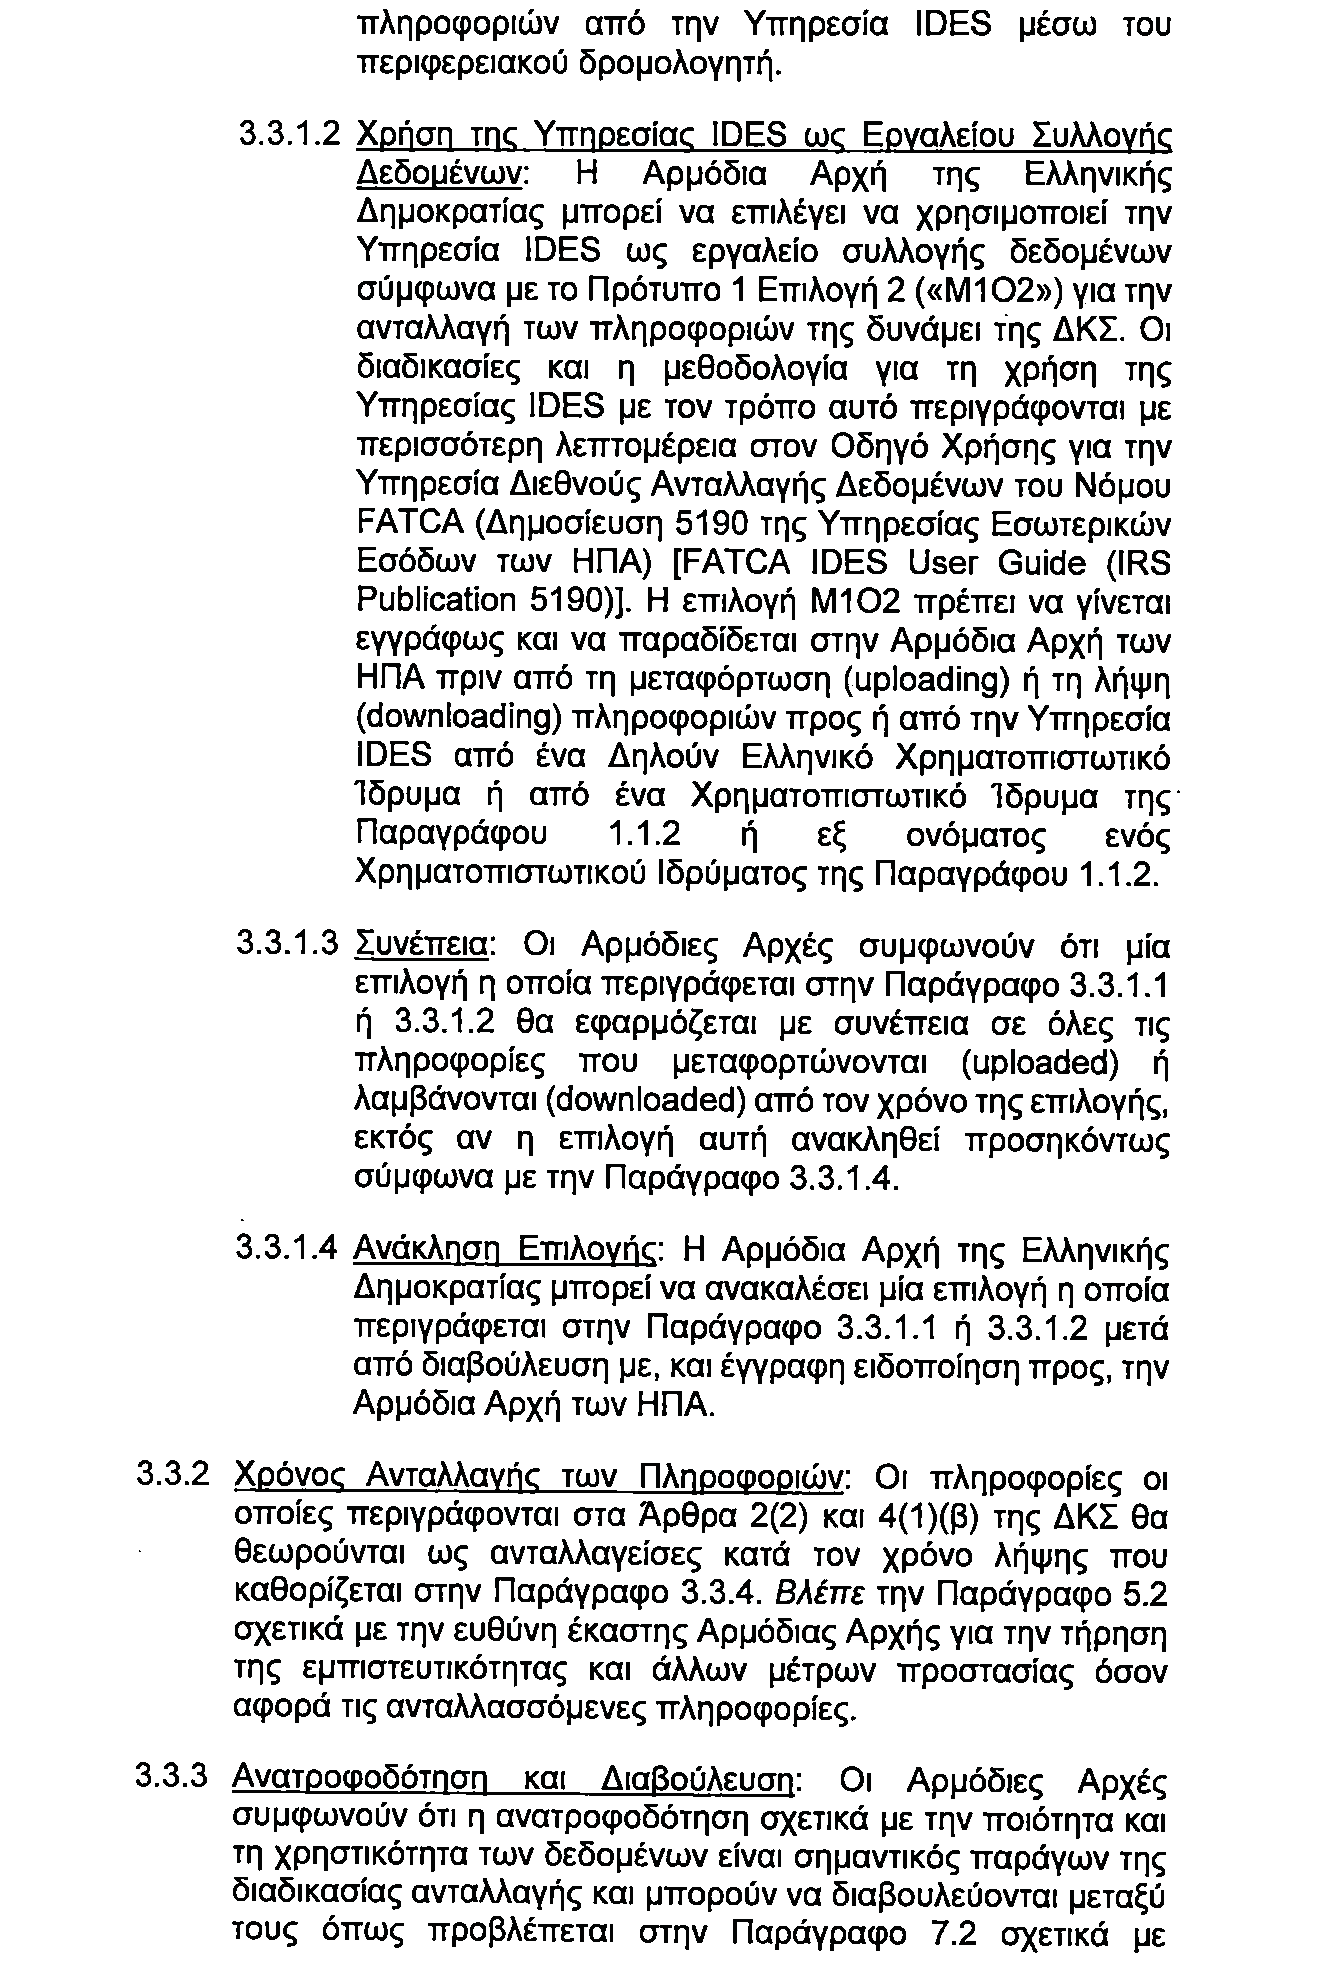 πληροφοριών από την Υπηρεσία IDES μέσω του
περιφερειακού δρομολογητή.
3.3.1.2 Χρήση της Υπηρεσίας IDES ως Εργαλείου Συλλογής
Δεδομένων: Η Αρμόδια Αρχή της Ελληνικής
Δημοκρατίας μπορεί να επιλέγει να χρησιμοποιεί την
Υπηρεσία IDES ως εργαλείο συλλογής δεδομένων
σύμφωνα με το Πρότυπο 1 Επιλογή 2 («M1O2») για την
ανταλλαγή των πληροφοριών της δυνάμει της ΔΚΣ. Οι
διαδικασίες και η μεθοδολογία για τη χρήση της
Υπηρεσίας IDES με τον τρόπο αυτό περιγράφονται με
περισσότερη λεπτομέρεια στον Οδηγό Χρήσης για την
Υπηρεσία Διεθνούς Ανταλλαγής Δεδομένων του Νόμου
FATCA (Δημοσίευση 5190 της Υπηρεσίας Εσωτερικών
Εσόδων των ΗΠΑ) [FATCA IDES User Guide (IRS
Publication 5190)]. Η επιλογή M1O2 πρέπει να γίνεται
εγγράφως και να παραδίδεται στην Αρμόδια Αρχή των
ΗΠΑ πριν από τη μεταφόρτωση (uploading) ή τη λήψη
(downloading) πληροφοριών προς ή από την Υπηρεσία
IDES από ένα Δηλούν Ελληνικό Χρηματοπιστωτικό
Ίδρυμα ή από ένα Χρηματοπιστωτικό Ίδρυμα της
Παραγράφου 1.1.2 ή εξ ονόματος ενός
Χρηματοπιστωτικού Ιδρύματος της Παραγράφου 1.1.2.
3.3.1.3 Συνέπεια: Οι Αρμόδιες Αρχές συμφωνούν ότι μία
επιλογή η οποία περιγράφεται στην Παράγραφο 3.3.1.1
ή 3.3.1.2 θα εφαρμόζεται με συνέπεια σε όλες τις
πληροφορίες που μεταφορτώνονται (uploaded) ή
λαμβάνονται (downloaded) από τον χρόνο της επιλογής,
εκτός αν η επιλογή αυτή ανακληθεί προσηκόντως
σύμφωνα με την Παράγραφο 3.3.1.4.
3.3.1.4 Ανάκληση Επιλογής: Η Αρμόδια Αρχή της Ελληνικής
Δημοκρατίας μπορεί να ανακαλέσει μία επιλογή η οποία
περιγράφεται στην Παράγραφο 3.3.1.1 ή 3.3.1.2 μετά
από διαβούλευση με, και έγγραφη ειδοποίηση προς, την
Αρμόδια Αρχή των ΗΠΑ.
3.3.2 Χρόνος Ανταλλαγής των Πληροφοριών: Οι πληροφορίες οι
οποίες περιγράφονται στα Άρθρα 2(2) και 4(1)(β) της ΔΚΣ θα
θεωρούνται ως ανταλλαγείσες κατά τον χρόνο λήψης που
καθορίζεται στην Παράγραφο 3.3.4. Βλέπε την Παράγραφο 5.2
σχετικά με την ευθύνη έκαστης Αρμόδιας Αρχής για την τήρηση
της εμπιστευτικότητας και άλλων μέτρων προστασίας όσον
αφορά τις ανταλλασσόμενες πληροφορίες.
3.3.3 Ανατροφοδότηση και Διαβούλευση: Οι Αρμόδιες Αρχές
συμφωνούν ότι η ανατροφοδότηση σχετικά με την ποιότητα και
τη χρηστικότητα των δεδομένων είναι σημαντικός παράγων της
διαδικασίας ανταλλαγής και μπορούν να διαβουλεύονται μεταξύ
τους όπως προβλέπεται στην Παράγραφο 7.2 σχετικά με